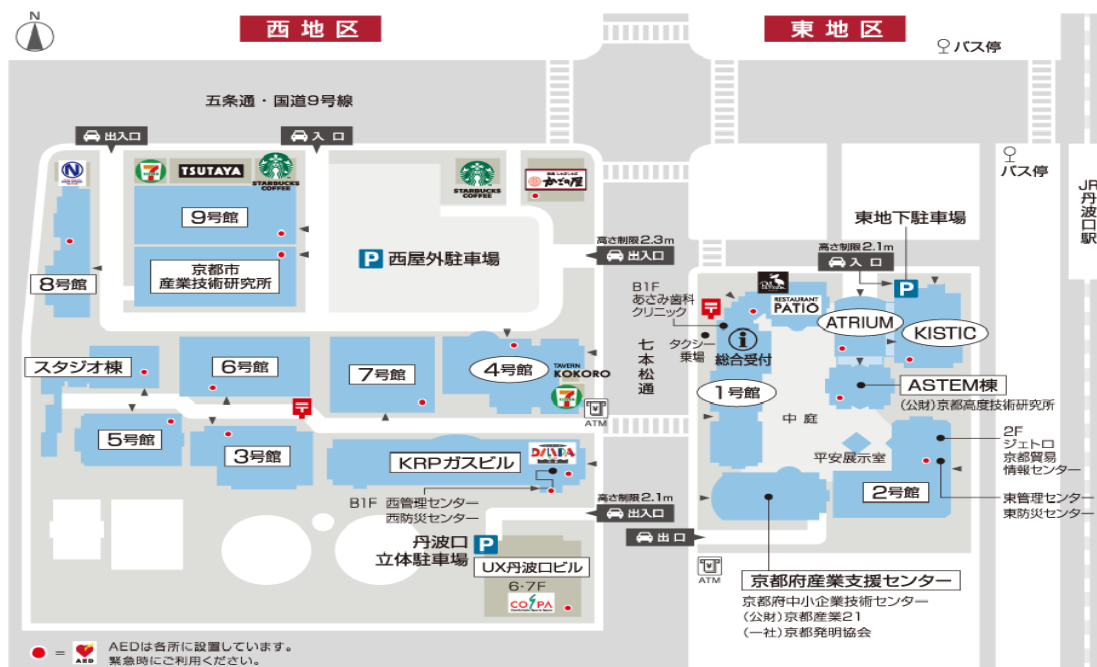 N
西地区
東地区
バス停
五条通・国道9号線
出入口
入口
バス停
JR丹波口駅
7
TSUTAYA
STARBUCKS
COFFEE
STARBUCKS
COFFEE
かごの屋
9号館
京都市
産業技術研究所
8号館
P 西屋外駐車場
高さ制限2.3m
出入口
東地下駐車場
高さ制限2.1m
入口
P
B1F
あさみ歯科
クリニック
RESTAURANT
PATIO
ATRIUM
KISTIC
タクシー
乗場
総合受付
七本松通
スタジオ棟
6号館
7号館
4号館
TAVERN
KOKORO
7
ATM
1号館
ASTEM棟
(公財)京都高度技術研究所
中庭
5号館
3号館
KRPガスビル
平安展示室
2号館
2F
ジェトロ
京都貿易
情報センター
東管理センター
東防災センター
B1F 西管理センター
西防災センター
高さ制限2.1m
出入口
出口
丹波口
立体駐車場
P
UX丹波口ビル
6・7F
COSPA
ATM
京都府産業支援センター
京都府中小企業技術センター
(公財)京都産業21
(一社)京都発明協会
= AED
AEDは各所に設置しています。
緊急時にご利用ください。